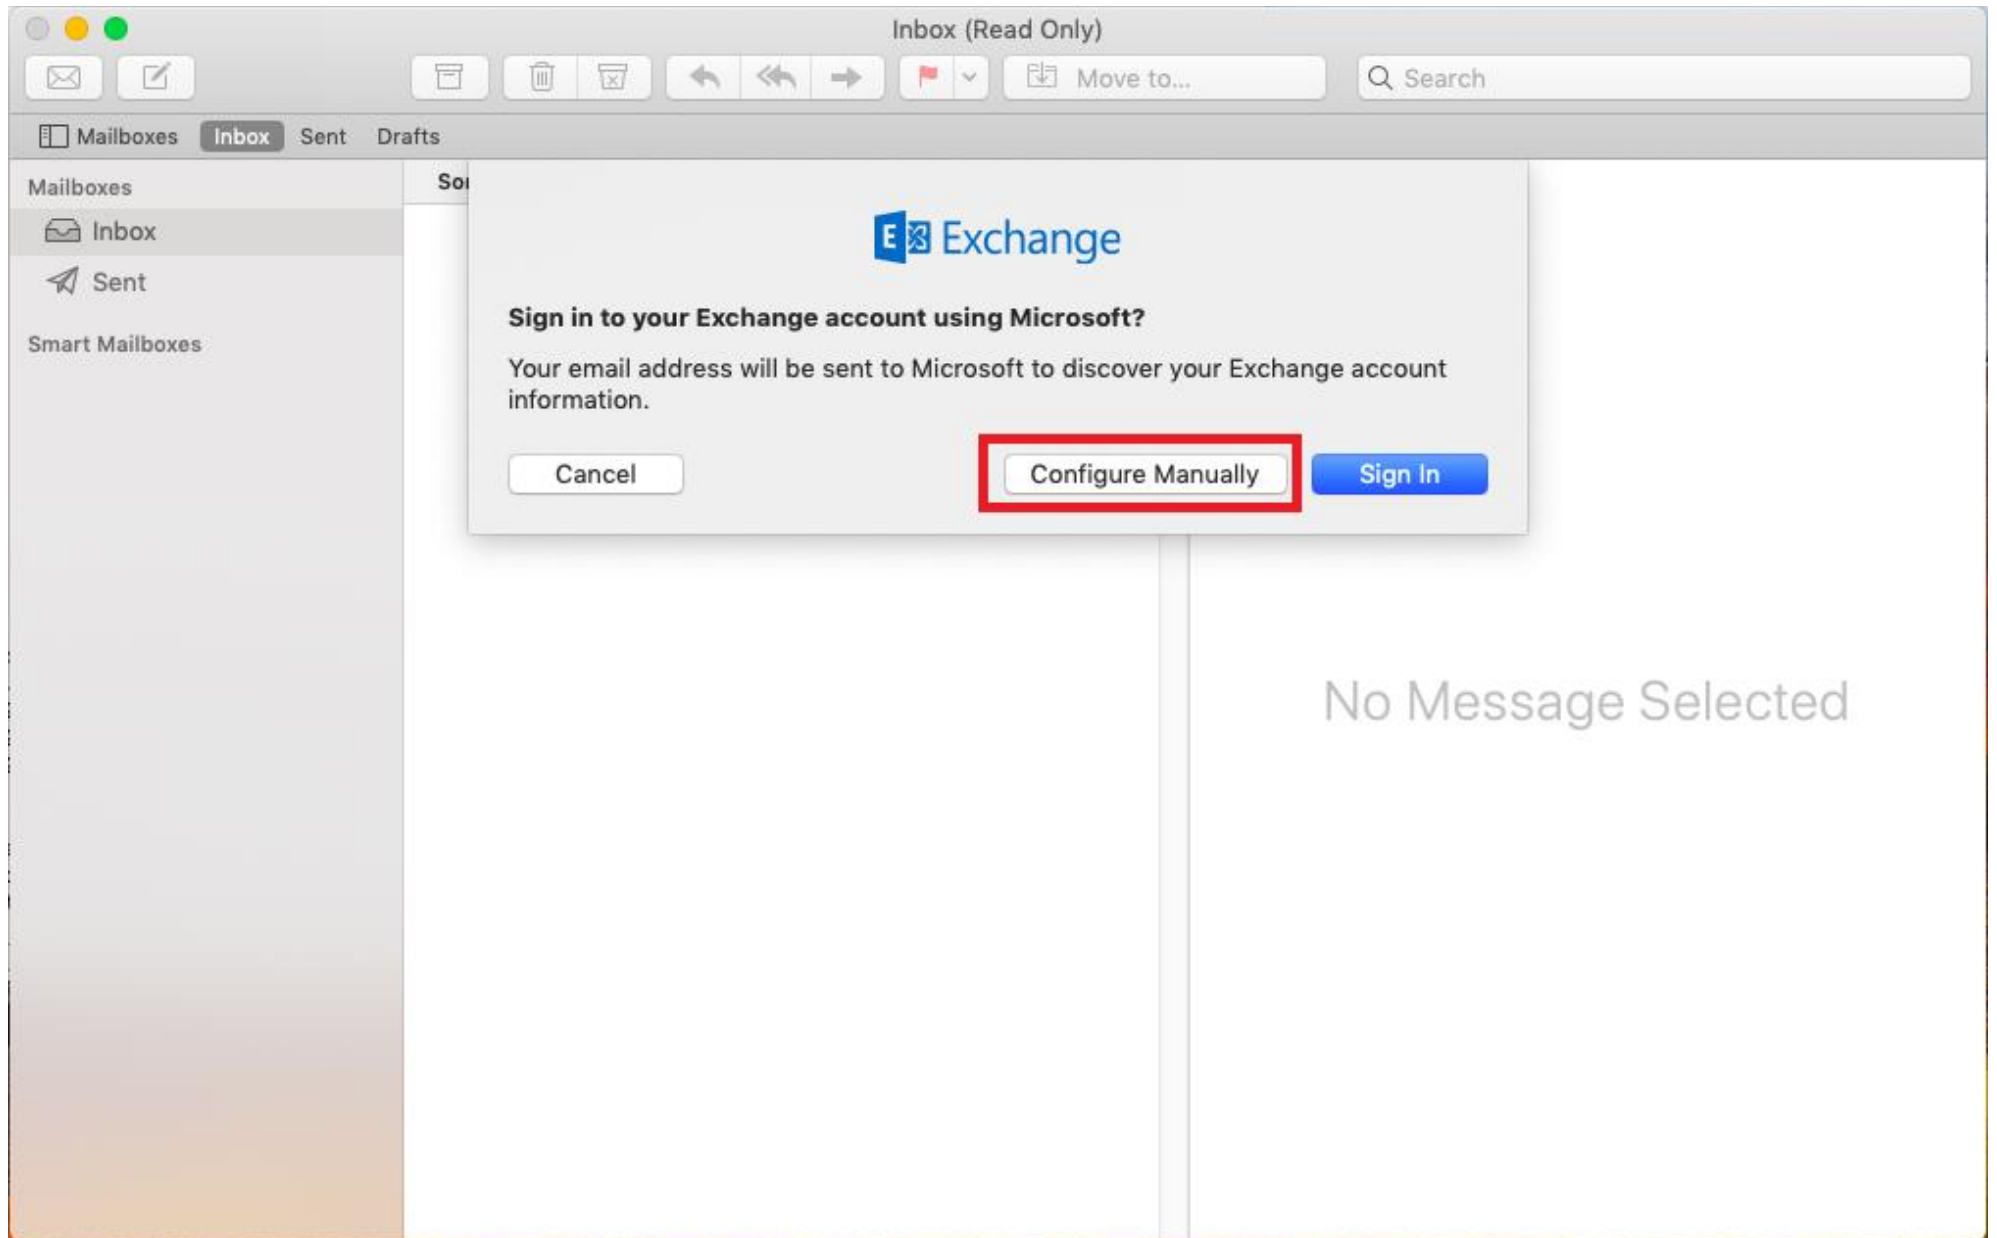 Inbox (Read Only)
Move to...
Search
Mailboxes Inbox Sent Drafts
Mailboxes
Inbox
Sent
Smart Mailboxes
E Exchange
Sign in to your Exchange account using Microsoft?
Your email address will be sent to Microsoft to discover your Exchange account
information.
Cancel Configure Manually Sign In
No Message Selected